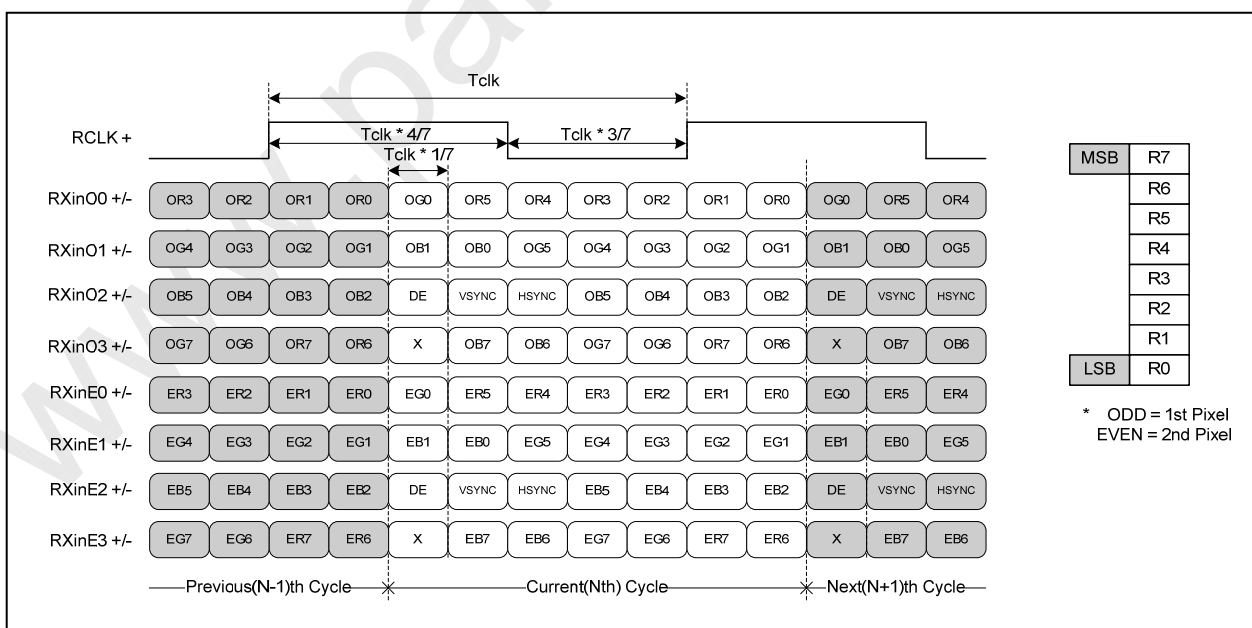 www.pa
Tclk
RCLK +
Tclk * 4/7
Tclk * 3/7
Tclk * 1/7
RXinO0 +/- OR3 OR2 OR1 OR0 OG0 OR5 OR4 OR3 OR2 OR1 OR0 OG0 OR5 OR4
RXinO1 +/- OG4 OG3 OG2 OG1 OB1 OB0 OG5 OG4 OG3 OG2 OG1 OB1 OB0 OG5
RXinO2 +/- OB5 OB4 OB3 OB2 DE VSYNC HSYNC OB5 OB4 OB3 OB2 DE VSYNC HSYNC
RXinO3 +/- OG7 OG6 OR7 OR6 X OB7 OB6 OG7 OG6 OR7 OR6 X OB7 OB6
RXinE0 +/- ER3 ER2 ER1 ER0 EG0 ER5 ER4 ER3 ER2 ER1 ER0 EG0 ER5 ER4
RXinE1 +/- EG4 EG3 EG2 EG1 EB1 EB0 EG5 EG4 EG3 EG2 EG1 EB1 EB0 EG5
RXinE2 +/- EB5 EB4 EB3 EB2 DE VSYNC HSYNC EB5 EB4 EB3 EB2 DE VSYNC HSYNC
RXinE3 +/- EG7 EG6 ER7 ER6 X EB7 EB6 EG7 EG6 ER7 ER6 X EB7 EB6
Previous(N-1)th Cycle Current(Nth) Cycle Next(N+1)th Cycle
MSB R7
R6
R5
R4
R3
R2
R1
LSB R0
* ODD = 1st Pixel
EVEN = 2nd Pixel